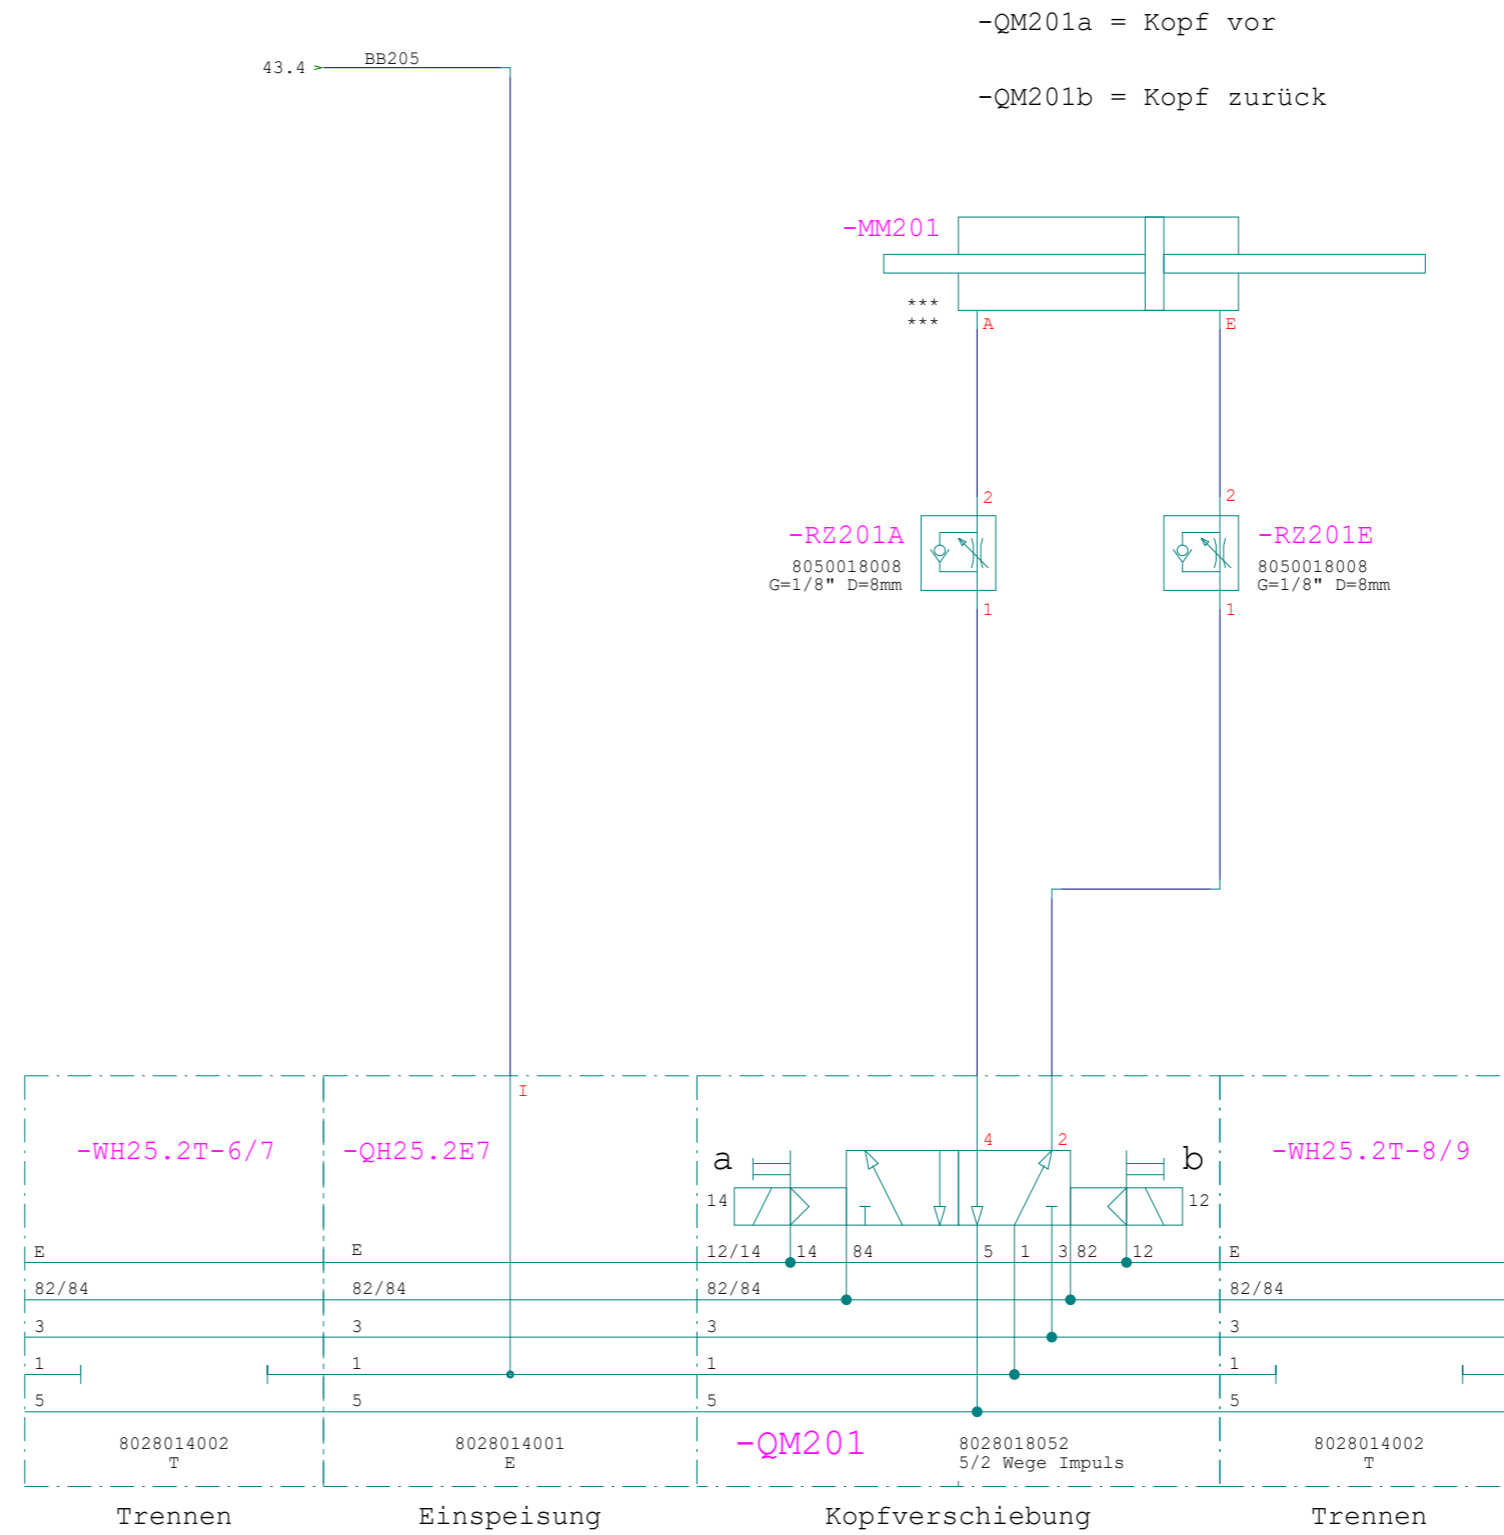 -QM201a = Kopf vor
43.4 BB205
-QM201b = Kopf zurück
-MM201
***
***
A E
2 2
-RZ201A -RZ201E
8050018008 8050018008
G=1/8" D=8mm G=1/8" D=8mm
1 1
I
-WH25.2T-6/7 -QH25.2E7 a 4 2 b -WH25.2T-8/9
14 12
E E 12/14 14 84 5 1 3 82 12 E
82/84 82/84 82/84 82/84
3 3 3 3
1 1 1 1
5 5 5 5
-QM201
8028014002 8028014001 8028018052 8028014002
T E 5/2 Wege Impuls T
Trennen Einspeisung Kopfverschiebung Trennen